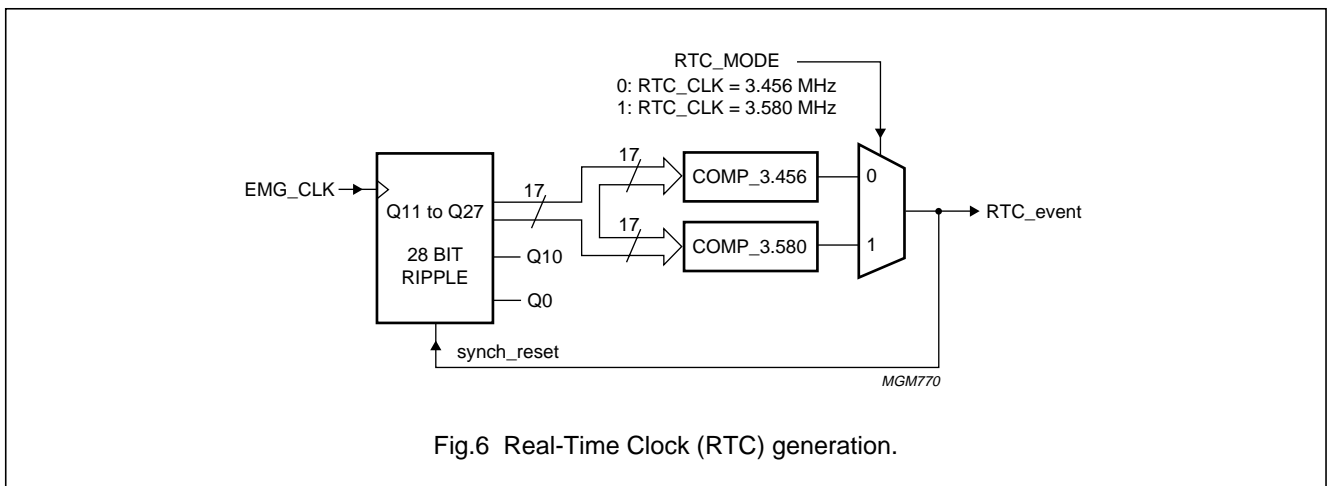 RTC_MODE
0: RTC_CLK = 3.456 MHz
1: RTC_CLK = 3.580 MHz
EMG_CLK
Q11 to Q27
28 BIT
RIPPLE
Q10
Q0
17
17
17
COMP_3.456
COMP_3.580
0
1
RTC_event
synch_reset
MGM770
Fig.6 Real-Time Clock (RTC) generation.